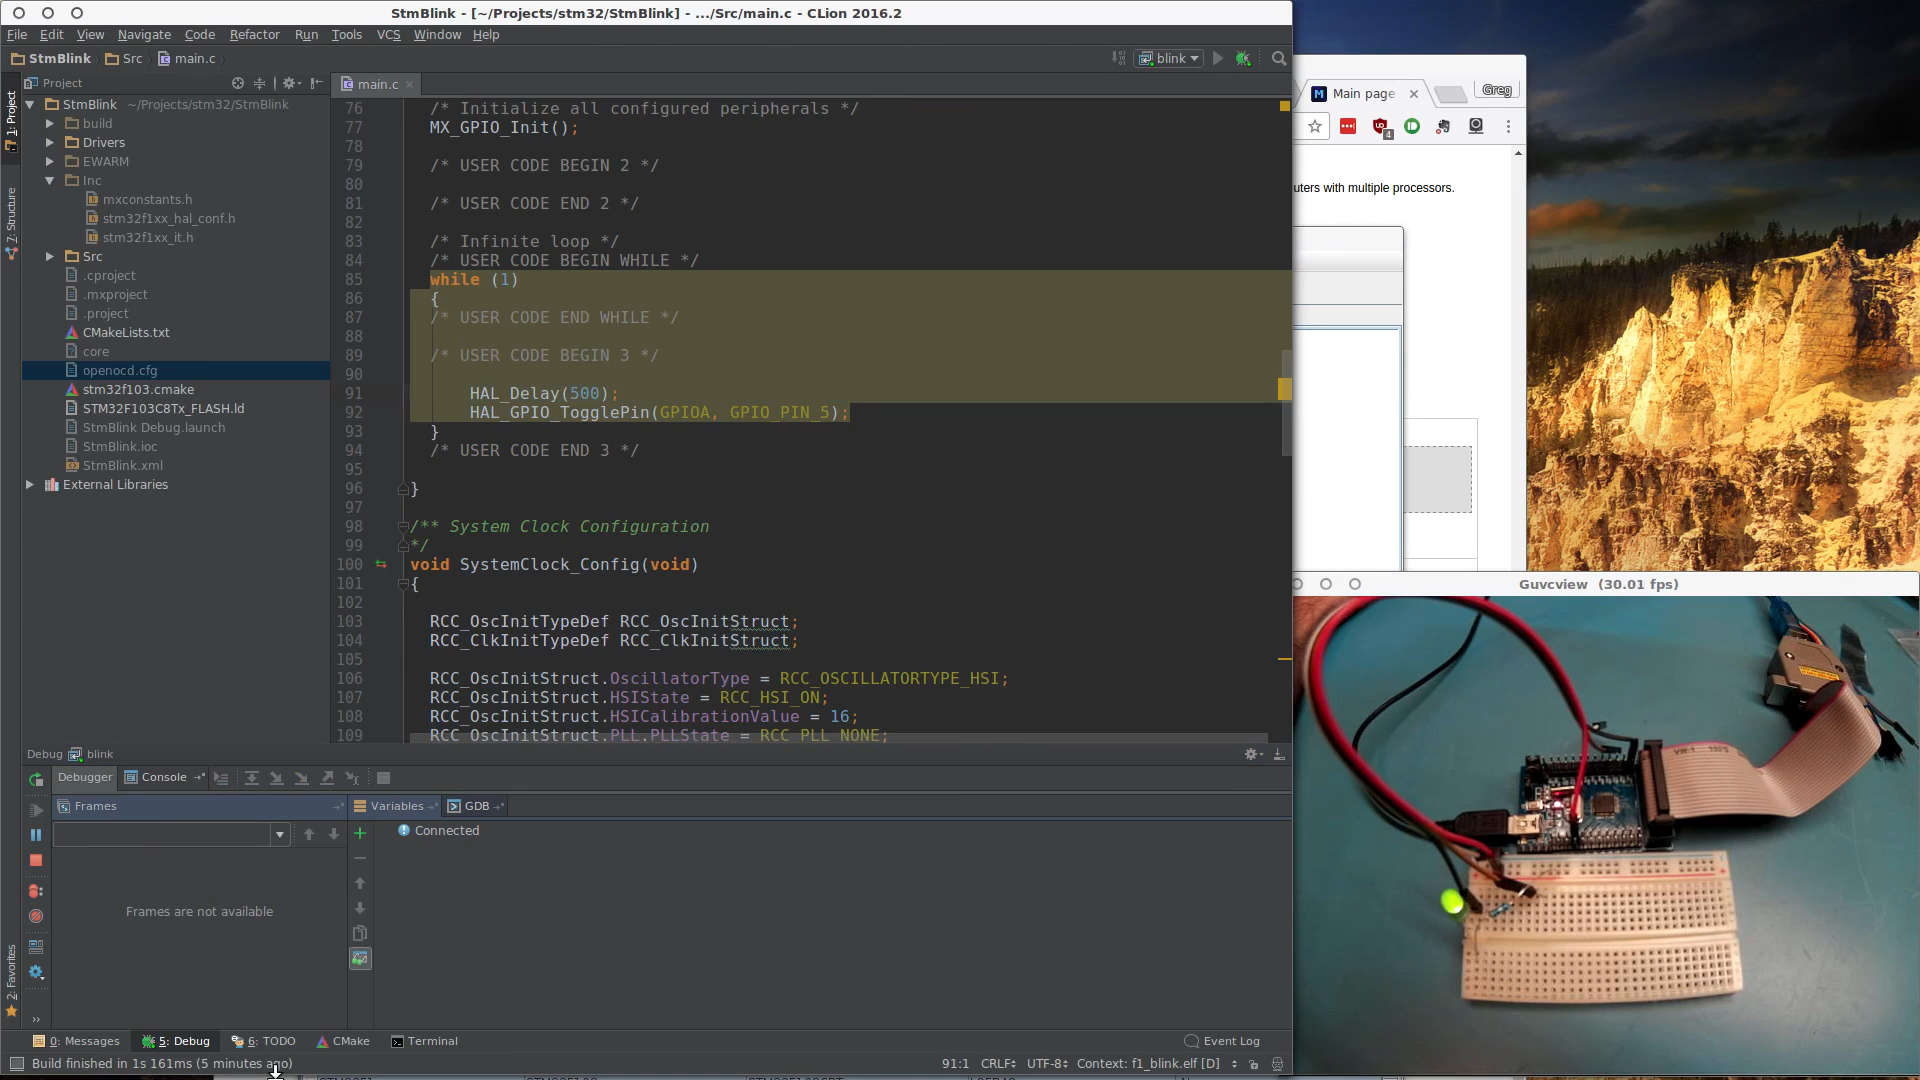 StmBlink - [~/Projects/stm32/StmBlink] - .../Src/main.c - CLion 2016.2
File Edit View Navigate Code Refactor Run Tools VCS Window Help
StmBlink Src main.c
blink
Project
main.c
1: Project
7: Structure
2: Favorites
StmBlink ~/Projects/stm32/StmBlink
build
Drivers
EWARM
Inc
mxconstants.h
stm32f1xx_hal_conf.h
stm32f1xx_it.h
Src
.cproject
.mxproject
.project
CMakeLists.txt
core
openocd.cfg
stm32f103.cmake
STM32F103C8Tx_FLASH.ld
StmBlink Debug.launch
StmBlink.ioc
StmBlink.xml
External Libraries
76 /* Initialize all configured peripherals */
77 MX_GPIO_Init();
78
79 /* USER CODE BEGIN 2 */
80
81 /* USER CODE END 2 */
82
83 /* Infinite loop */
84 /* USER CODE BEGIN WHILE */
85 while (1)
86 {
87 /* USER CODE END WHILE */
88
89 /* USER CODE BEGIN 3 */
90
91 HAL_Delay(500);
92 HAL_GPIO_TogglePin(GPIOA, GPIO_PIN_5);
93 }
94 /* USER CODE END 3 */
95
96 }
97
98 /** System Clock Configuration
99 */
100 void SystemClock_Config(void)
101 {
102
103 RCC_OscInitTypeDef RCC_OscInitStruct;
104 RCC_ClkInitTypeDef RCC_ClkInitStruct;
105
106 RCC_OscInitStruct.OscillatorType = RCC_OSCILLATORTYPE_HSI;
107 RCC_OscInitStruct.HSIState = RCC_HSI_ON;
108 RCC_OscInitStruct.HSICalibrationValue = 16;
109 RCC_OscInitStruct.PLL.PLLState = RCC_PLL_NONE;
Debug blink
Debugger Console
Frames
Variables GDB
Connected
Frames are not available
0: Messages 5: Debug 6: TODO CMake Terminal Event Log
Build finished in 1s 161ms (5 minutes ago)
91:1 CRLF UTF-8 Context: f1_blink.elf [D]
Main page
Greg
4
uters with multiple processors.
Guvcview (30.01 fps)